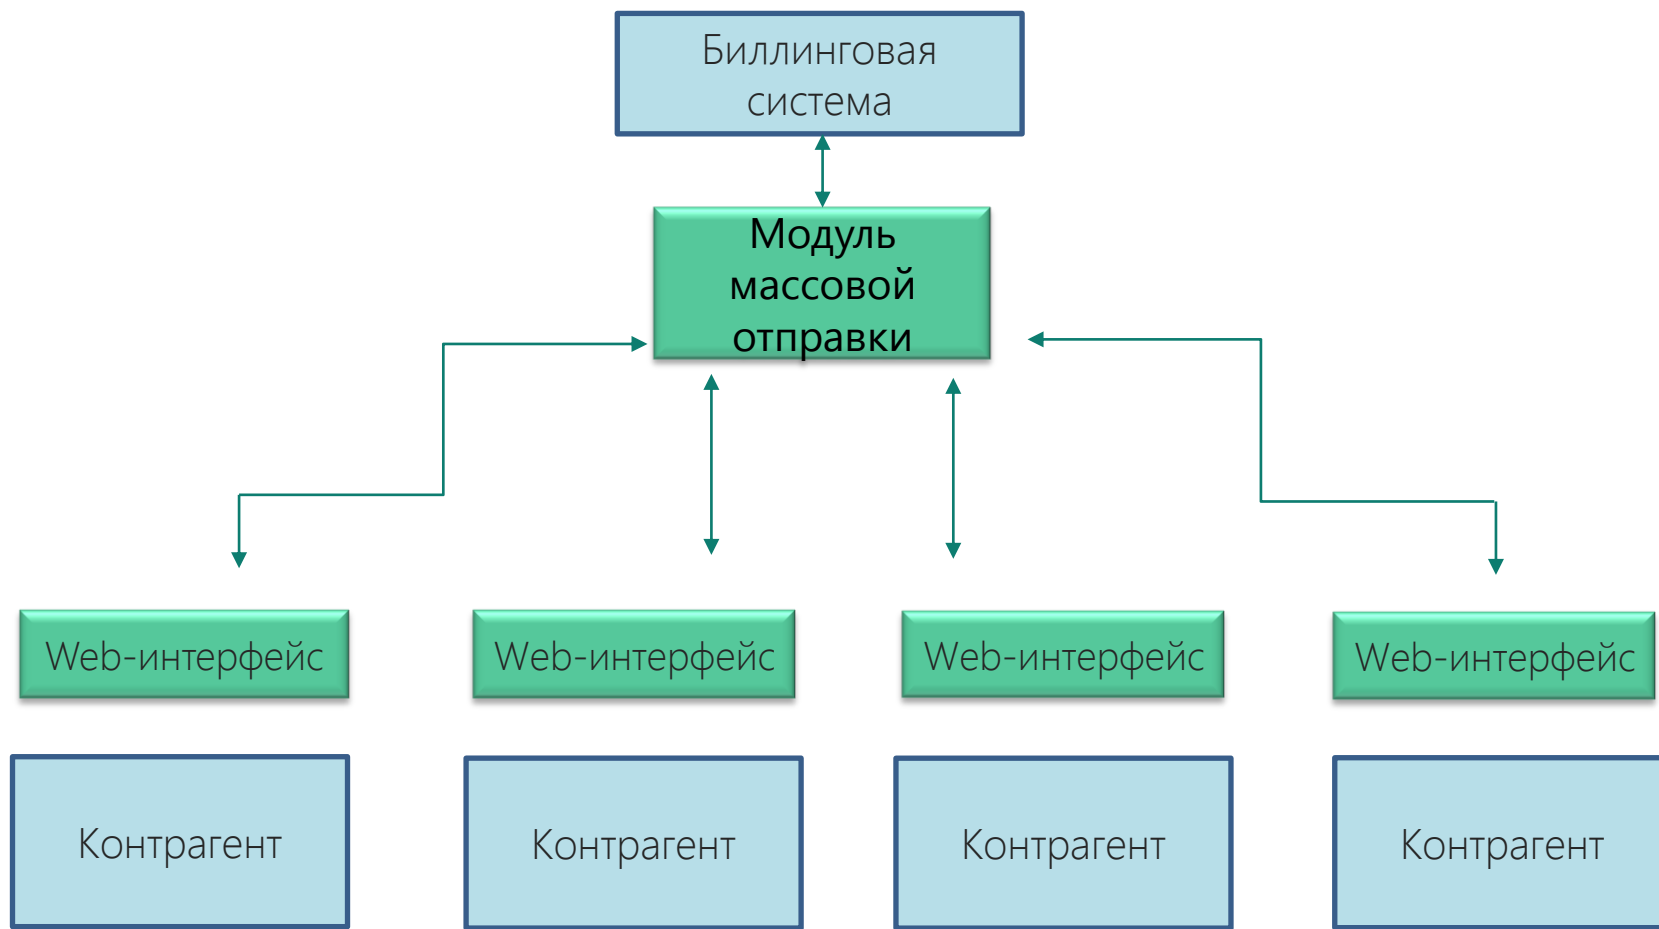 Биллинговая
система
Модуль
массовой
отправки
Web-интерфейс
Web-интерфейс
Web-интерфейс
Web-интерфейс
Контрагент
Контрагент
Контрагент
Контрагент